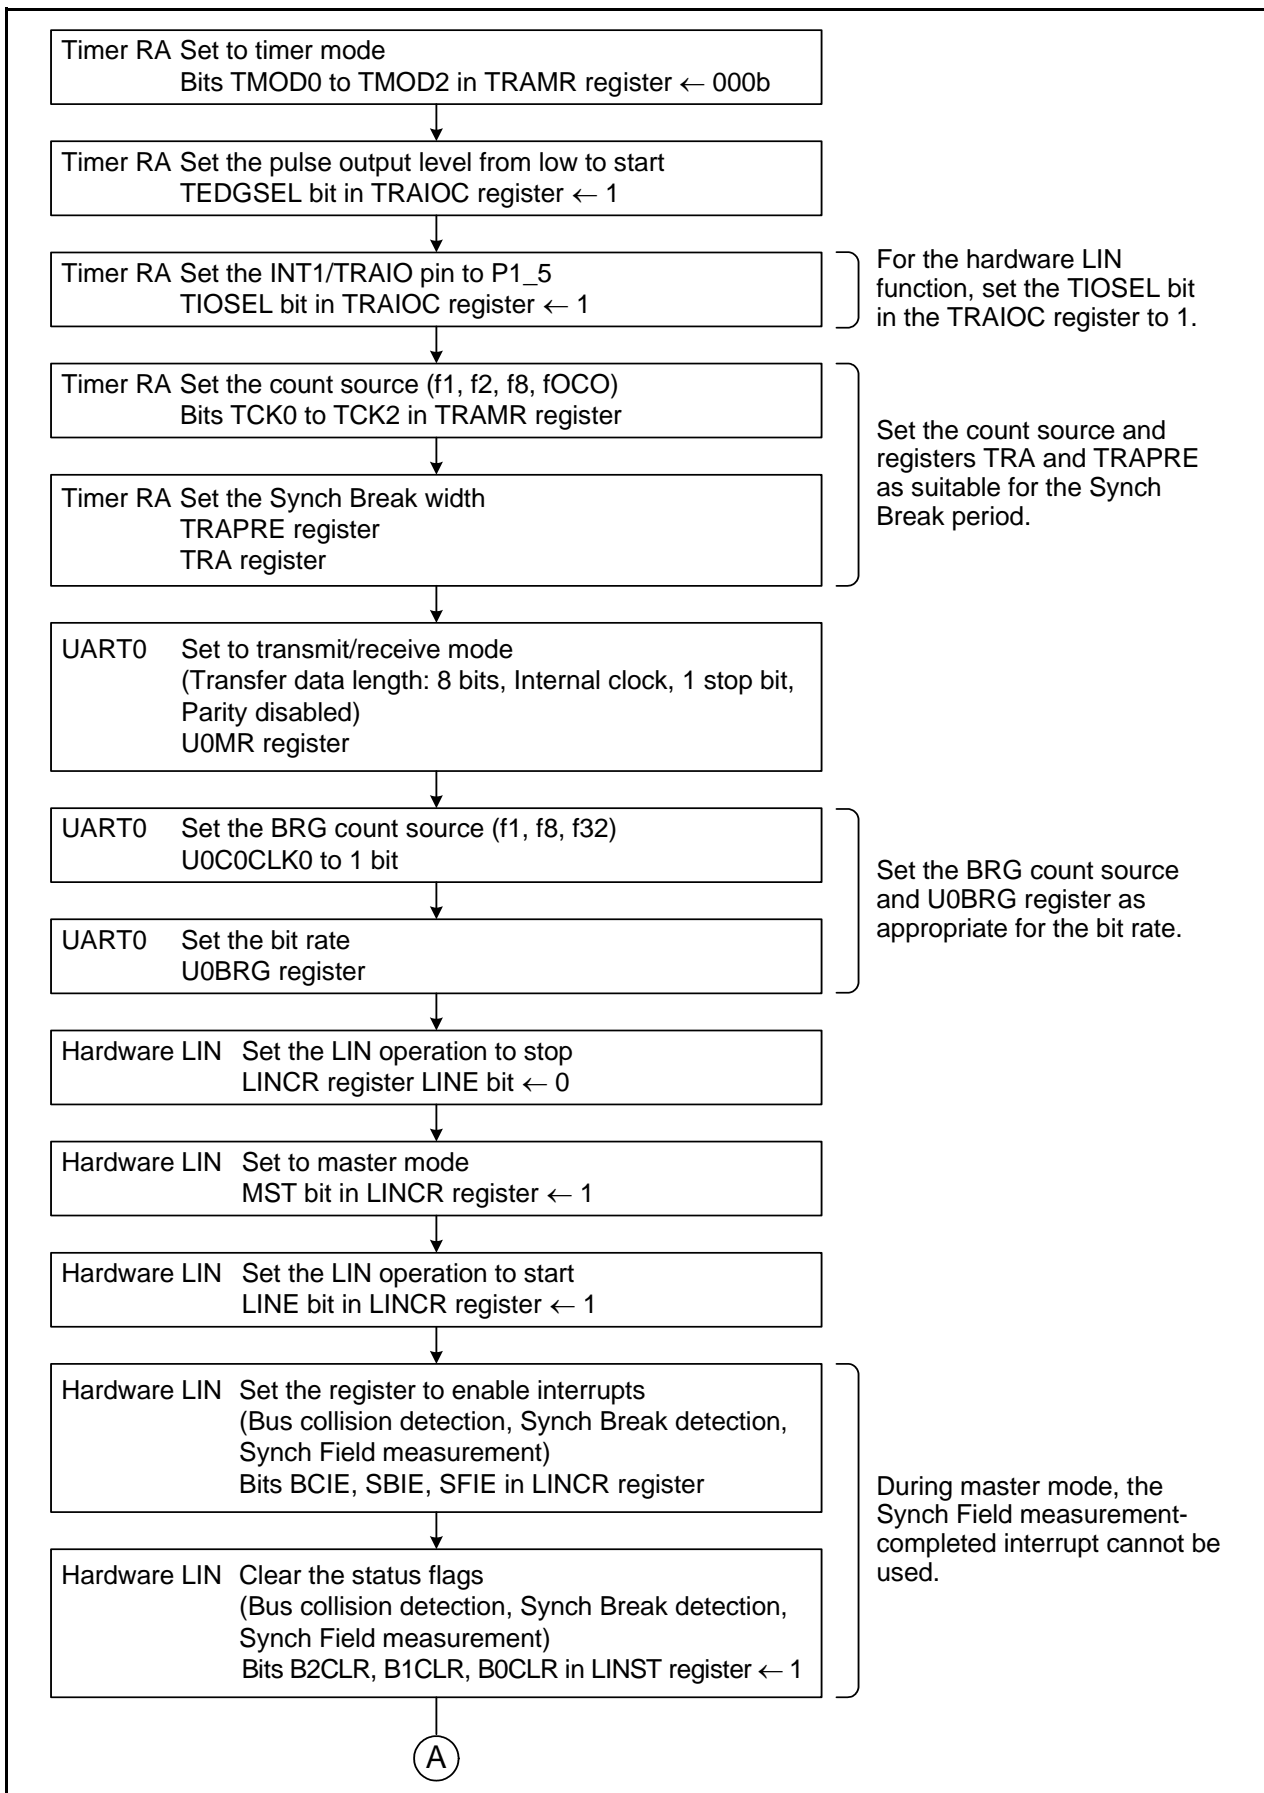 Timer RA Set to timer mode
Bits TMOD0 to TMOD2 in TRAMR register ← 000b
Timer RA Set the pulse output level from low to start
TEDGSEL bit in TRAIOC register ← 1
Timer RA Set the INT1/TRAIO pin to P1_5
TIOSEL bit in TRAIOC register ← 1
For the hardware LIN
function, set the TIOSEL bit
in the TRAIOC register to 1.
Timer RA Set the count source (f1, f2, f8, fOCO)
Bits TCK0 to TCK2 in TRAMR register
Timer RA Set the Synch Break width
TRAPRE register
TRA register
Set the count source and
registers TRA and TRAPRE
as suitable for the Synch
Break period.
UART0 Set to transmit/receive mode
(Transfer data length: 8 bits, Internal clock, 1 stop bit,
Parity disabled)
U0MR register
UART0 Set the BRG count source (f1, f8, f32)
U0C0CLK0 to 1 bit
UART0 Set the bit rate
U0BRG register
Set the BRG count source
and U0BRG register as
appropriate for the bit rate.
Hardware LIN Set the LIN operation to stop
LINCR register LINE bit ← 0
Hardware LIN Set to master mode
MST bit in LINCR register ← 1
Hardware LIN Set the LIN operation to start
LINE bit in LINCR register ← 1
Hardware LIN Set the register to enable interrupts
(Bus collision detection, Synch Break detection,
Synch Field measurement)
Bits BCIE, SBIE, SFIE in LINCR register
Hardware LIN Clear the status flags
(Bus collision detection, Synch Break detection,
Synch Field measurement)
Bits B2CLR, B1CLR, B0CLR in LINST register ← 1
During master mode, the
Synch Field measurement-
completed interrupt cannot be
used.
A